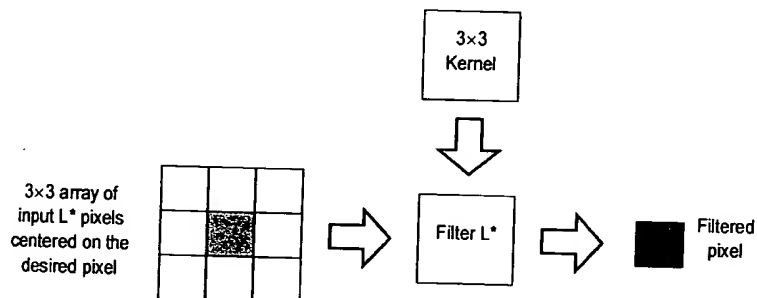 3×3
Kernel
3×3 array of
input L* pixels
centered on the
desired pixel
Filter L*
Filtered
pixel